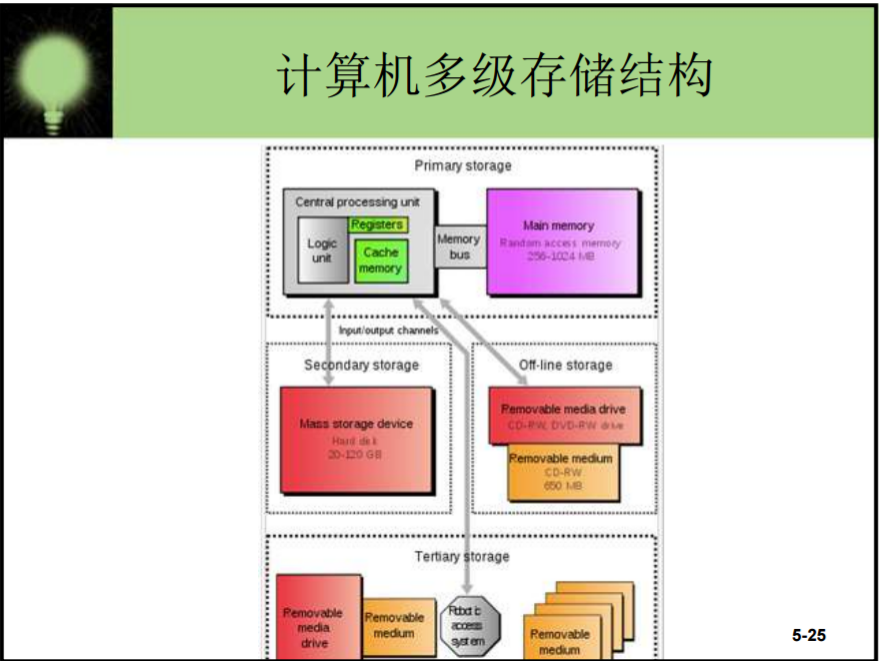 计算机多级存储结构
Primary storage
Central processing unit
Registers
Logic
unit
Cache
memory
Memory
bus
Main memory
Random access memory
256-1024 MB
Input/output channels
Secondary storage
Mass storage device
Hard disk
20-120 GB
Off-line storage
Removable media drive
CD-RW, DVD-RW drive
Removable medium
CD-RW
650 MB
Tertiary storage
Removable
media
drive
Removable
medium
Robotic
access
system
Removable
medium
5-25